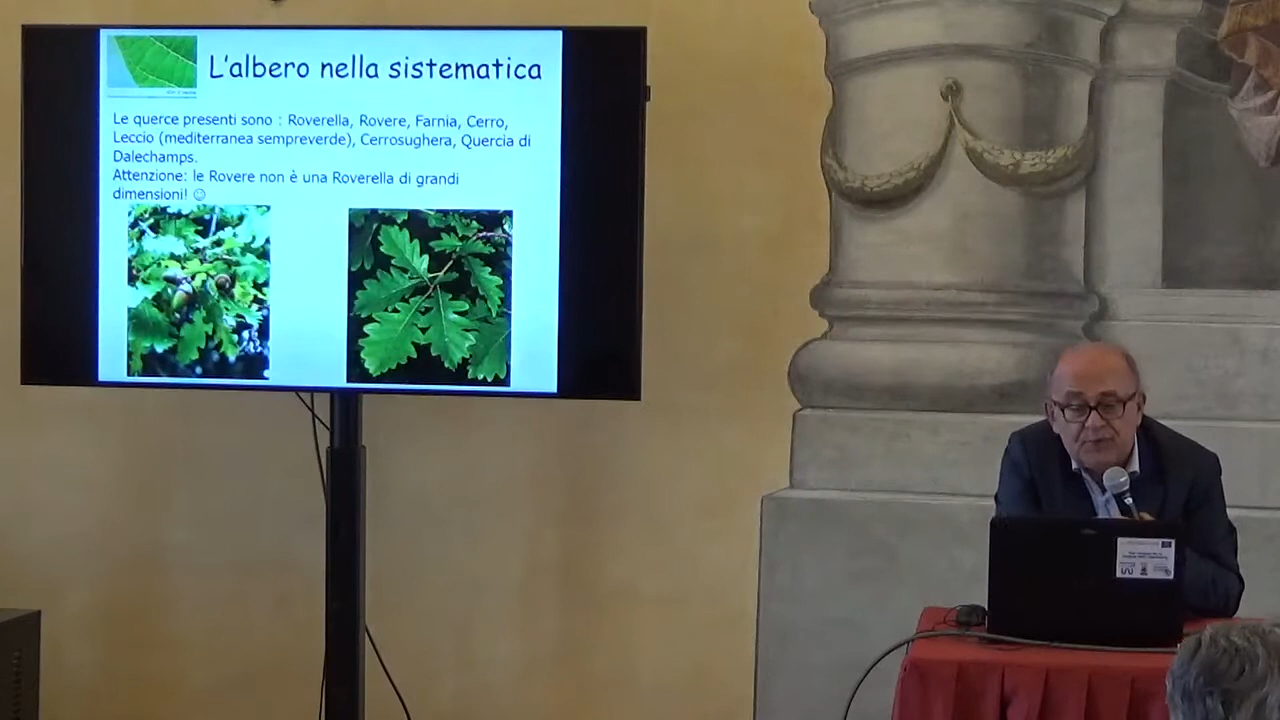 L'albero nella sistematica
Le querce presenti sono : Roverella, Rovere, Farnia, Cerro,
Leccio (mediterranea sempreverde), Cerrosughera, Quercia di
Dalechamps.
Attenzione: le Rovere non è una Roverella di grandi
dimensioni! ☺